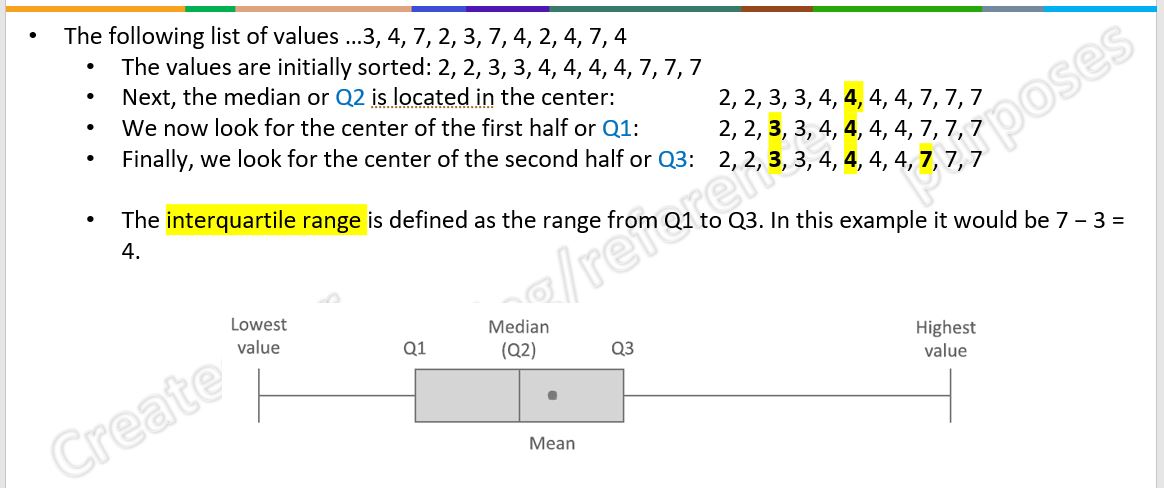 • The following list of values ...3, 4, 7, 2, 3, 7, 4, 2, 4, 7, 4
• The values are initially sorted: 2, 2, 3, 3, 4, 4, 4, 4, 7, 7, 7
• Next, the median or Q2 is located in the center: 2, 2, 3, 3, 4, 4, 4, 4, 7, 7, 7
• We now look for the center of the first half or Q1: 2, 2, 3, 3, 4, 4, 4, 4, 7, 7, 7
• Finally, we look for the center of the second half or Q3: 2, 2, 3, 3, 4, 4, 4, 4, 7, 7, 7
• The interquartile range is defined as the range from Q1 to Q3. In this example it would be 7 – 3 =
4.
Lowest
value
Q1
Median
(Q2)
Q3
Highest
value
Mean
Create
/reference
purposes